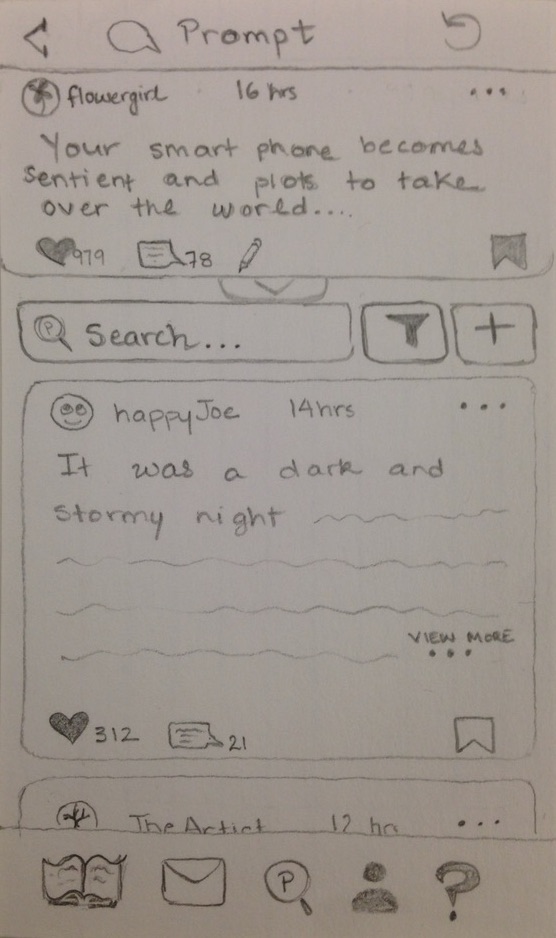 Prompt
flowergirl 16 hrs ...
Your smart phone becomes
sentient and plots to take
over the world....
979 78
P Search... +
happyJoe 14hrs ...
It was a dark and
stormy night
VIEW MORE
...
312 21
The Artist 12 hr ...
P ?